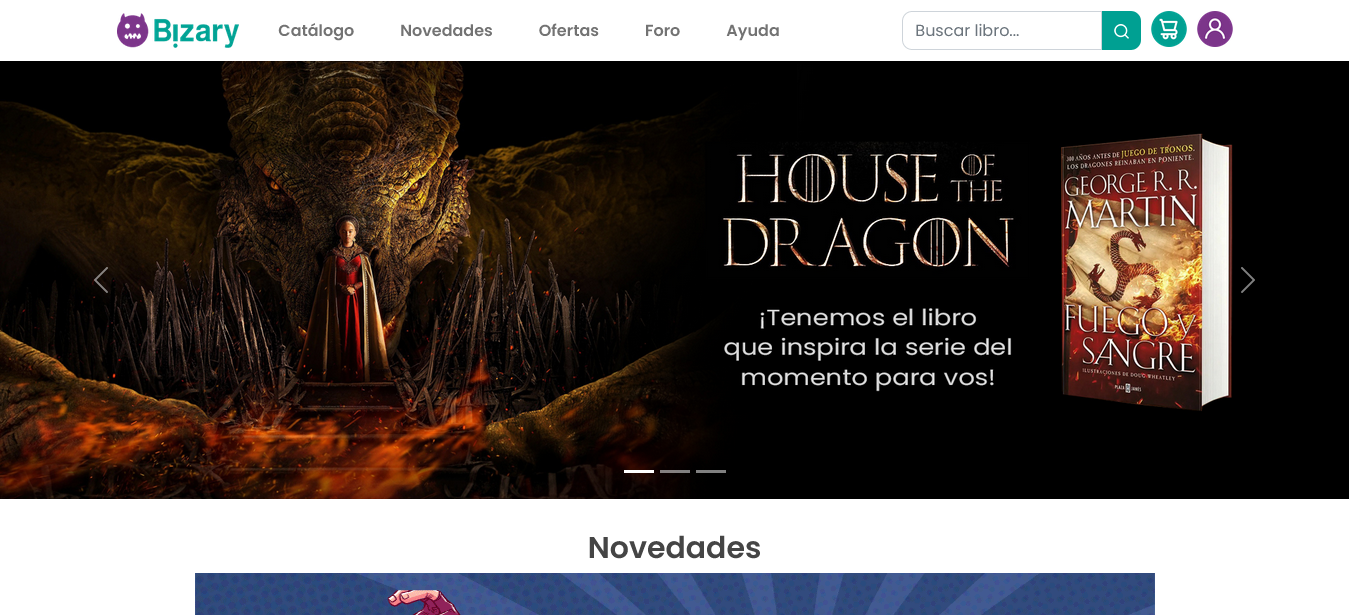 Bizary
Catálogo
Novedades
Ofertas
Foro
Ayuda
Buscar libro...
HOUSE OF
THE
DRAGON
¡Tenemos el libro
que inspira la serie del
momento para vos!
300 AÑOS ANTES DE JUEGO DE TRONOS,
LOS DRAGONES REINABAN EN PONIENTE.
GEORGE R. R.
MARTIN
FUEGO y
SANGRE
ILUSTRACIONES DE DOUG WHEATLEY
PLAZA JANÉS
Novedades